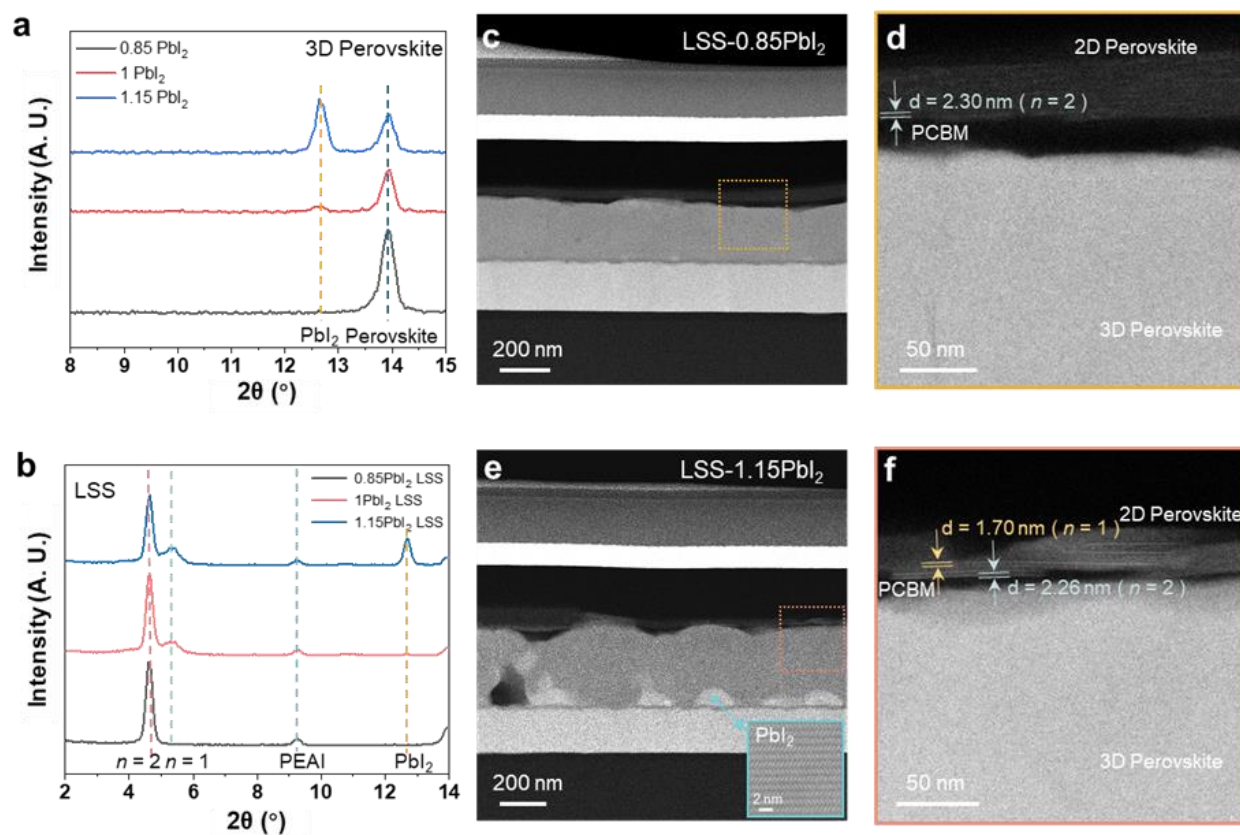 a
3D Perovskite
0.85 PbI₂
1 PbI₂
1.15 PbI₂
Intensity (A. U.)
PbI₂ Perovskite
8 9 10 11 12 13 14 15
2θ (°)
c
LSS-0.85PbI₂
200 nm
d
2D Perovskite
d = 2.30 nm ( n = 2 )
PCBM
3D Perovskite
50 nm
b
LSS
0.85PbI₂ LSS
1PbI₂ LSS
1.15PbI₂ LSS
Intensity (A. U.)
n = 2 n = 1 PEAI PbI₂
2 4 6 8 10 12 14
2θ (°)
e
LSS-1.15PbI₂
PbI₂
2 nm
200 nm
f
d = 1.70 nm ( n = 1 )
2D Perovskite
PCBM
d = 2.26 nm ( n = 2 )
3D Perovskite
50 nm